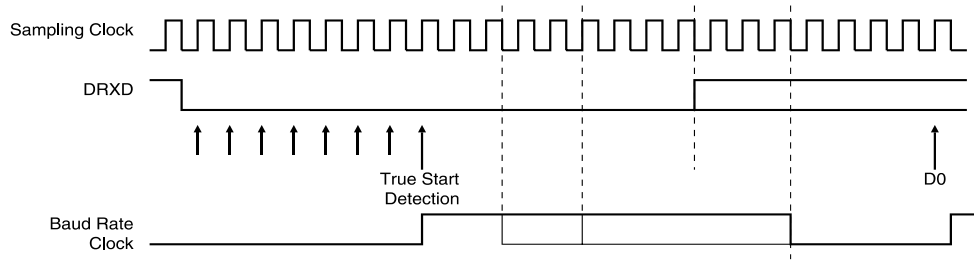 Sampling Clock
DRXD
True Start
Detection
D0
Baud Rate
Clock